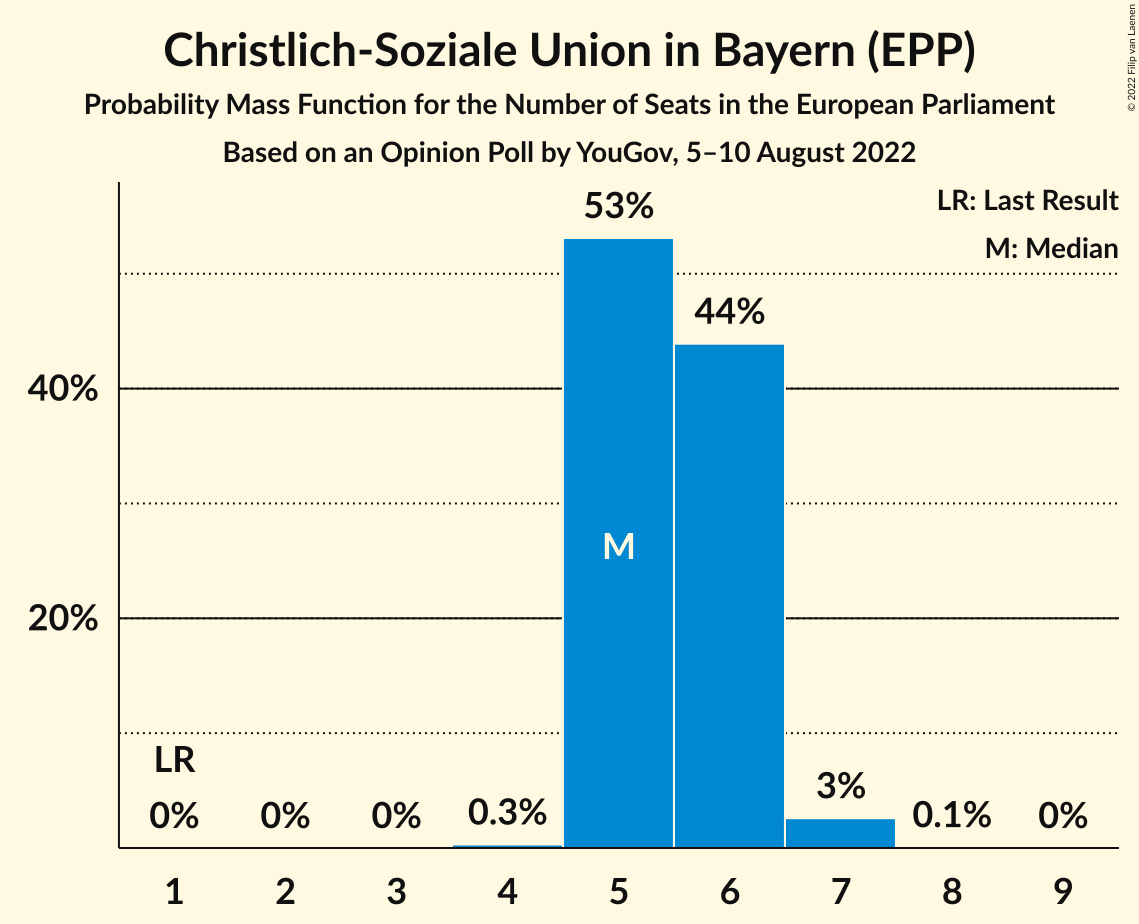 Christlich-Soziale Union in Bayern (EPP)
Probability Mass Function for the Number of Seats in the European Parliament
Based on an Opinion Poll by YouGov, 5–10 August 2022
© 2022 Filip van Laenen
LR: Last Result
M: Median
53%
44%
40%
M
20%
LR
0%
0%
0%
0.3%
3%
0.1%
0%
1 2 3 4 5 6 7 8 9